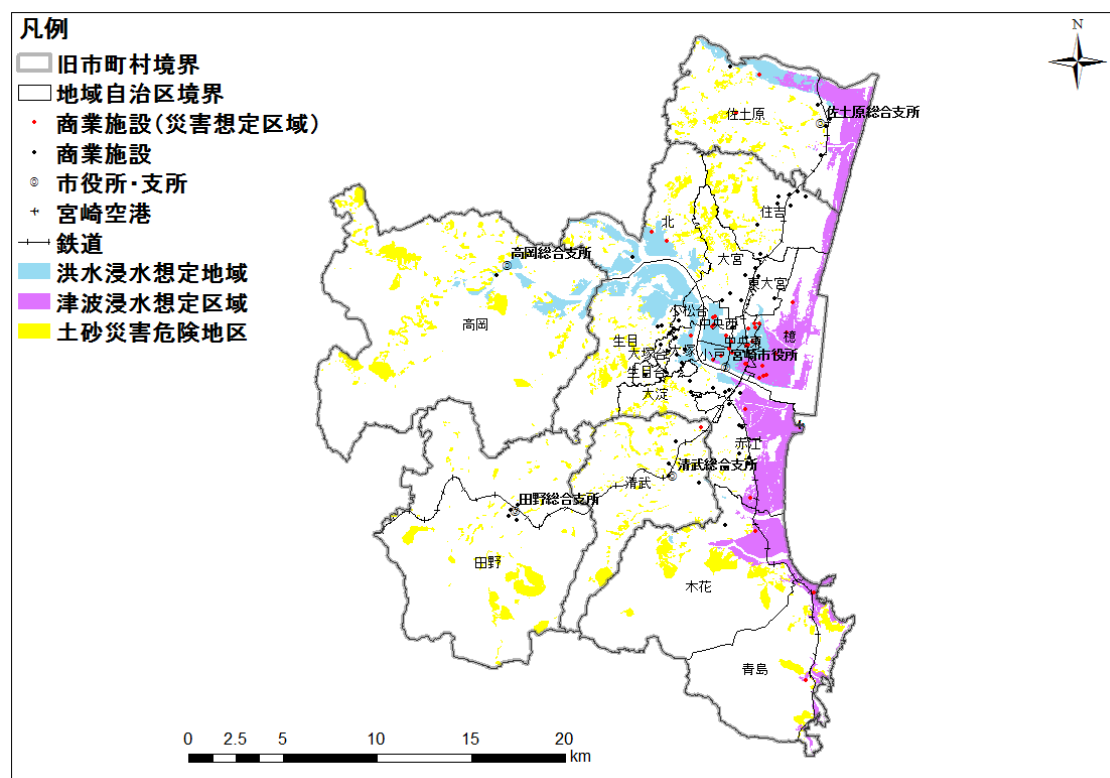 凡例
旧市町村境界
地域自治区境界
商業施設(災害想定区域)
商業施設
市役所・支所
宮崎空港
鉄道
洪水浸水想定地域
津波浸水想定区域
土砂災害危険地区
N
佐土原
佐土原総合支所
住吉
北
大宮
東大宮
高岡総合支所
高岡
小松台
中央西
中央東
檍
生目
大塚台
大塚
小戸
宮崎市役所
生目台
大淀
赤江
清武総合支所
清武
田野総合支所
田野
木花
青島
0 2.5 5 10 15 20
km